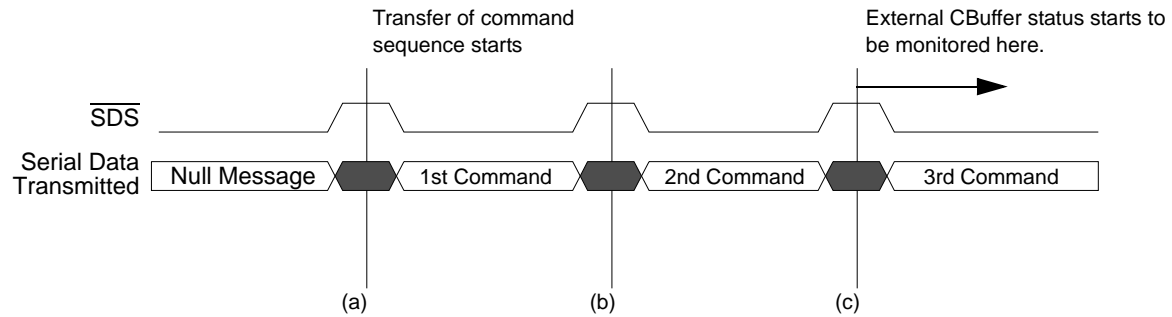 Transfer of command
sequence starts
External CBuffer status starts to
be monitored here.
SDS
Serial Data
Transmitted
Null Message
1st Command
2nd Command
3rd Command
(a)
(b)
(c)